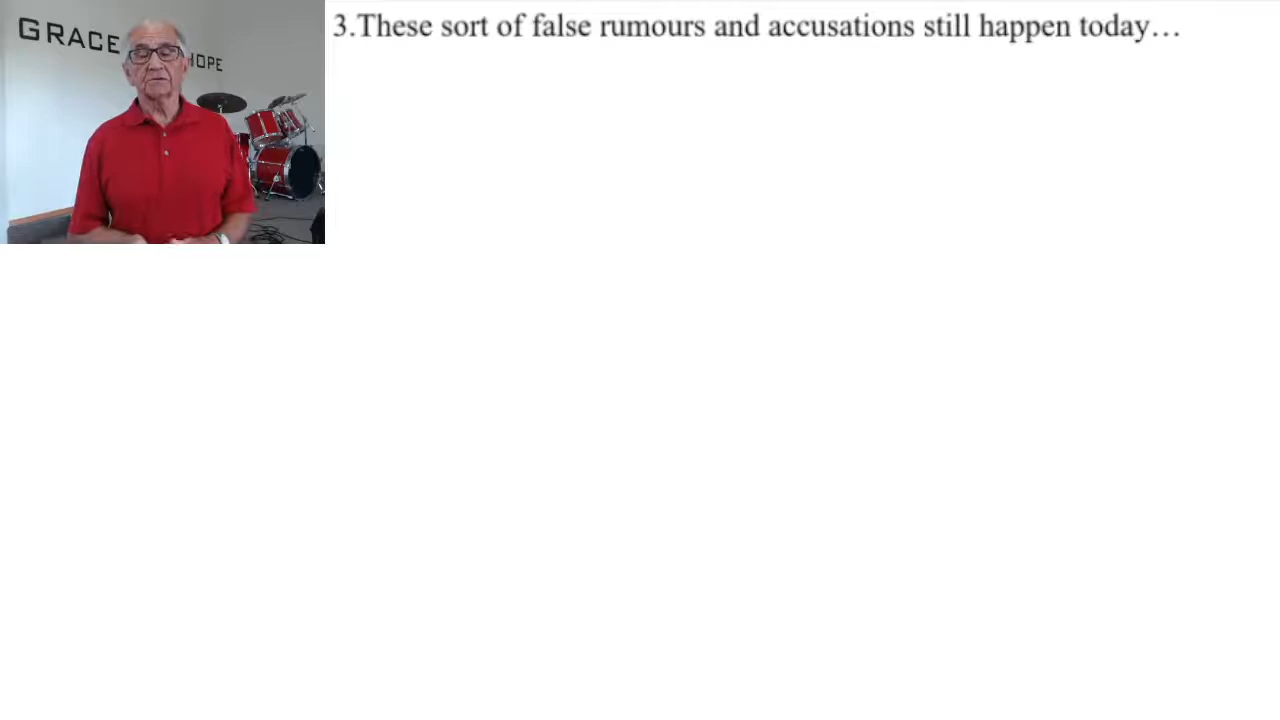 GRACE HOPE
3.These sort of false rumours and accusations still happen today…